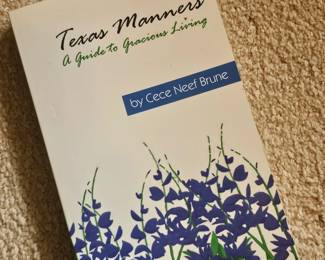 Texas Manners
A Guide to Gracious Living
by Cece Neef Brune